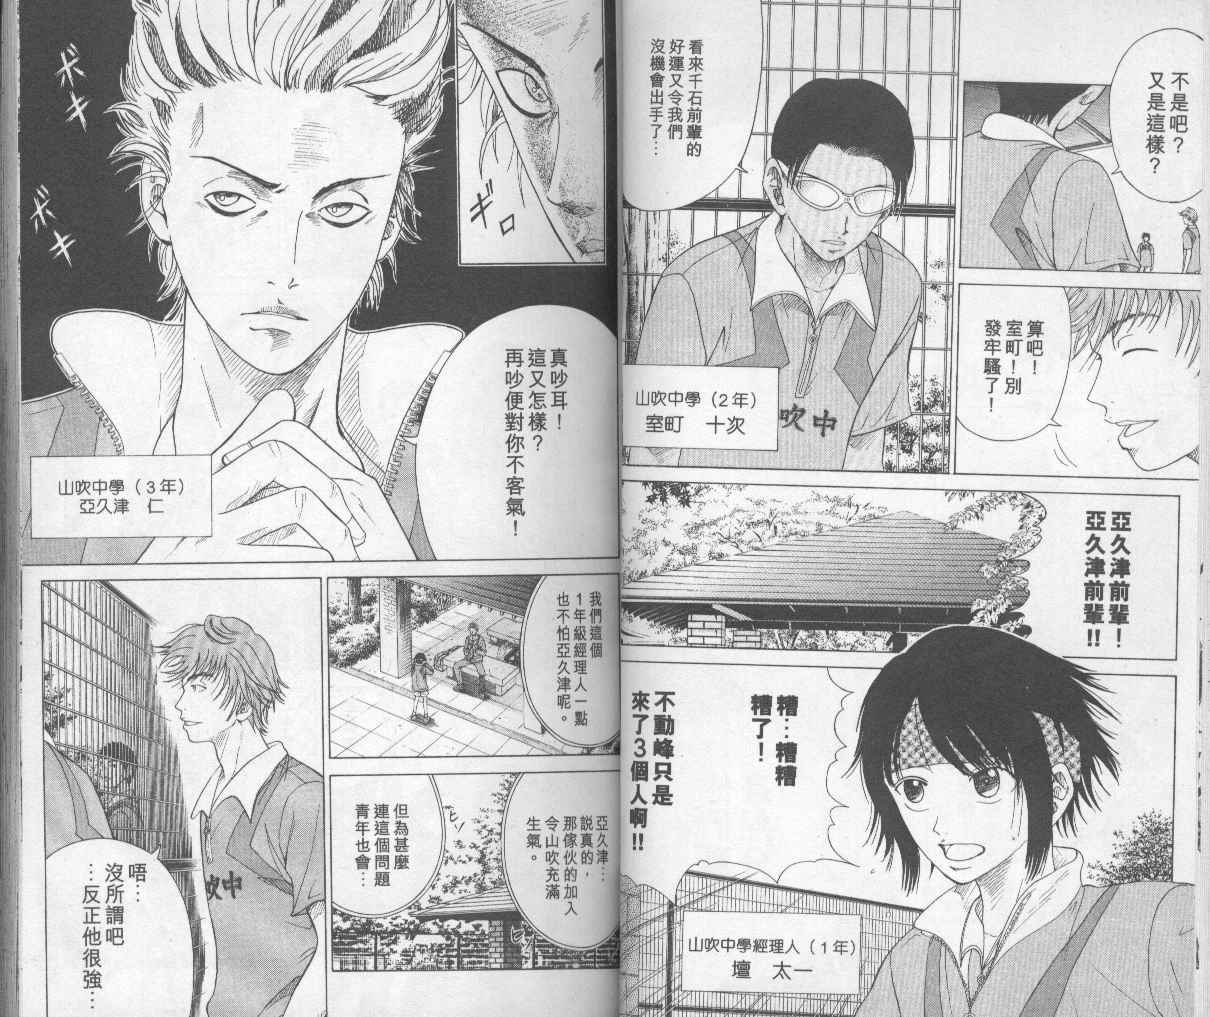 不是吧？
又是這樣？
看來千石前輩的
好運又令我們
沒機會出手了…
算吧！
室町！別
發牢騷了！
吹中
山吹中學（2年）
室町　十次
亞久津前輩！
亞久津前輩!!
糟…糟糟
糟了！
不動峰只是
來了3個人啊!!
山吹中學經理人（1年）
壇　太一
ギロ
ボキ
ボキ
真吵耳！
這又怎樣？
再吵便對你不客氣！
山吹中學（3年）
亞久津　仁
我們這個
1年級經理人一點
也不怕亞久津呢。
亞久津…
說真的，
那傢伙的加入
令山吹充滿
生氣。
但為甚麼
連這個問題
青年也會…
吹中
唔…
沒所謂吧
…反正他很強…